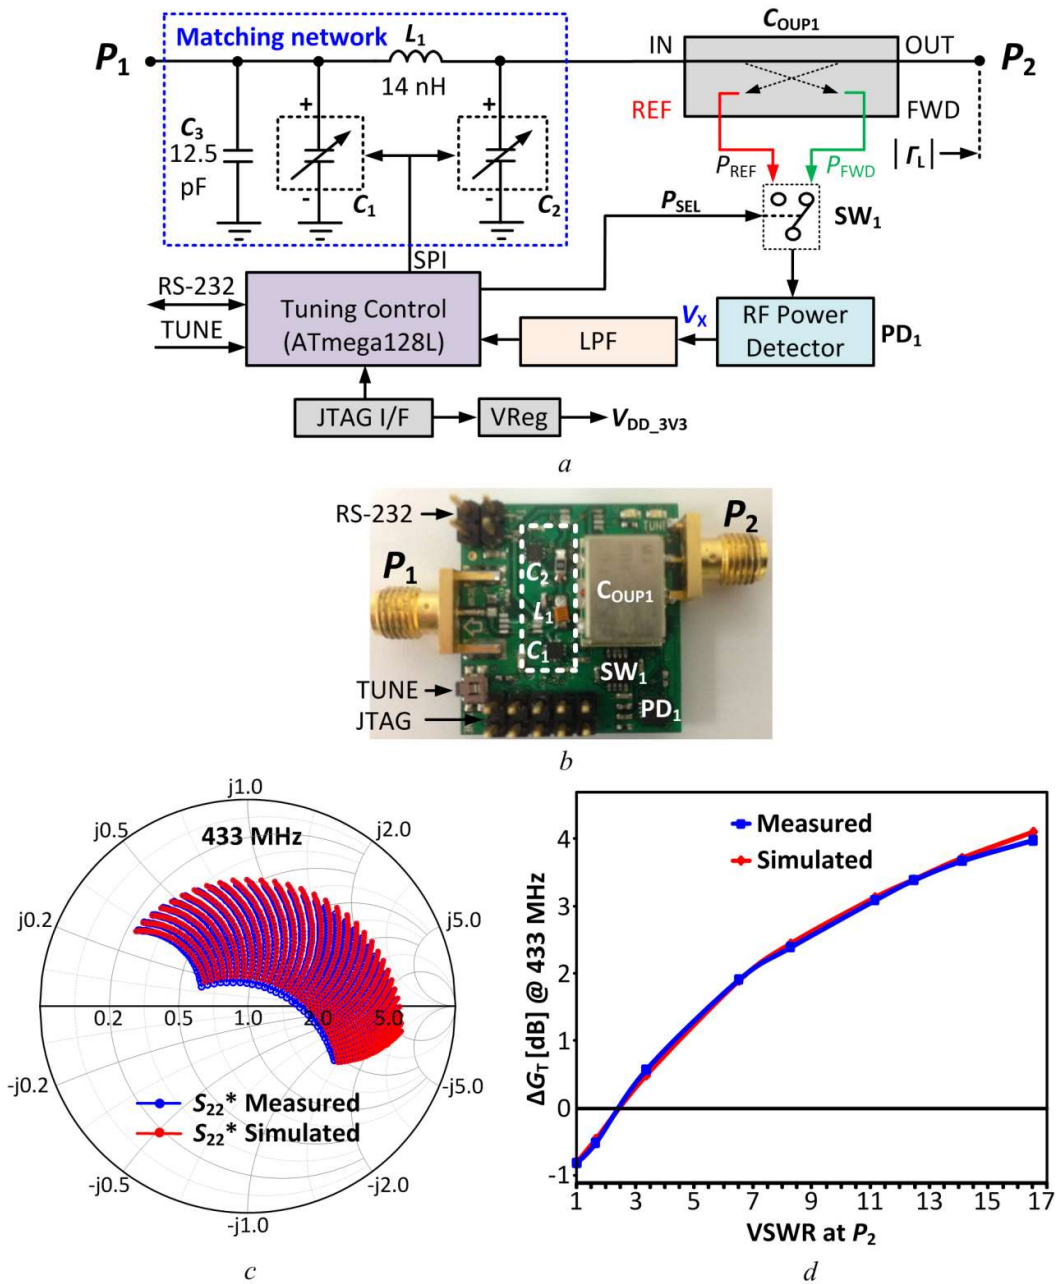 Matching network
L1
14 nH
P1
C3
12.5
pF
+
-
C1
+
-
C2
COUP1
IN
OUT
REF
FWD
P2
PREF
PFWD
|ΓL|
SW1
PSEL
SPI
RS-232
TUNE
Tuning Control
(ATmega128L)
LPF
VX
RF Power
Detector
PD1
JTAG I/F
VReg
VDD_3V3
a
RS-232
P1
P2
TUNE
C2
L1
C1
COUP1
SW1
PD1
TUNE
JTAG
b
433 MHz
j1.0
j0.5
j2.0
j0.2
j5.0
0.2 0.5 1.0 2.0 5.0
-j0.2
-j5.0
S22* Measured
S22* Simulated
-j0.5
-j2.0
-j1.0
c
Measured
Simulated
ΔGT [dB] @ 433 MHz
4
3
2
1
0
-1
1 3 5 7 9 11 13 15 17
VSWR at P2
d